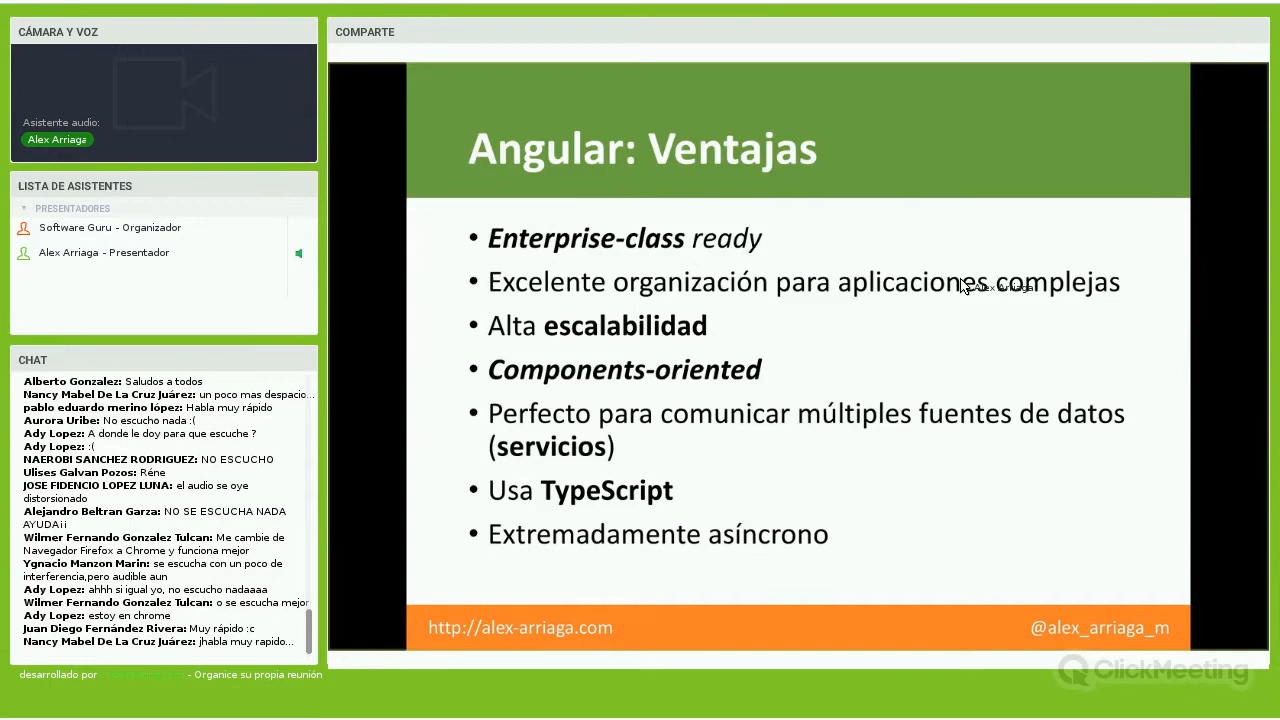 CÁMARA Y VOZ
Asistente audio:
Alex Arriaga
LISTA DE ASISTENTES
PRESENTADORES
Software Guru - Organizador
Alex Arriaga - Presentador
CHAT
Alberto Gonzalez: Saludos a todos
Nancy Mabel De La Cruz Juárez: un poco mas despacio...
pablo eduardo merino lópez: Habla muy rápido
Aurora Uribe: No escucho nada :(
Ady Lopez: A donde le doy para que escuche ?
Ady Lopez: :(
NAEROBI SANCHEZ RODRIGUEZ: NO ESCUCHO
Ulises Galvan Pozos: Réne
JOSE FIDENCIO LOPEZ LUNA: el audio se oye
distorsionado
Alejandro Beltran Garza: NO SE ESCUCHA NADA
AYUDA¡¡
Wilmer Fernando Gonzalez Tulcan: Me cambie de
Navegador Firefox a Chrome y funciona mejor
Ygnacio Manzon Marin: se escucha con un poco de
interferencia,pero audible aun
Ady Lopez: ahhh si igual yo, no escucho nadaaaa
Wilmer Fernando Gonzalez Tulcan: o se escucha mejor
Ady Lopez: estoy en chrome
Juan Diego Fernández Rivera: Muy rápido :c
Nancy Mabel De La Cruz Juárez: jhabla muy rapido...
desarrollado por - Organice su propia reunión
COMPARTE
Angular: Ventajas
• Enterprise-class ready
• Excelente organización para aplicaciones complejas
Alex Arriaga
• Alta escalabilidad
• Components-oriented
• Perfecto para comunicar múltiples fuentes de datos
(servicios)
• Usa TypeScript
• Extremadamente asíncrono
http://alex-arriaga.com
@alex_arriaga_m
ClickMeeting